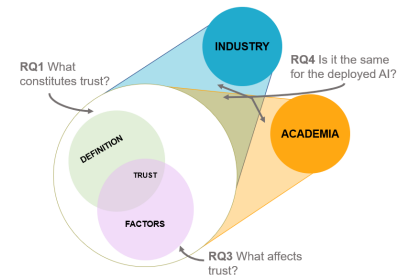 INDUSTRY
RQ4 Is it the same
for the deployed AI?
RQ1 What
constitutes trust?
ACADEMIA
DEFINITION
TRUST
FACTORS
RQ3 What affects
trust?